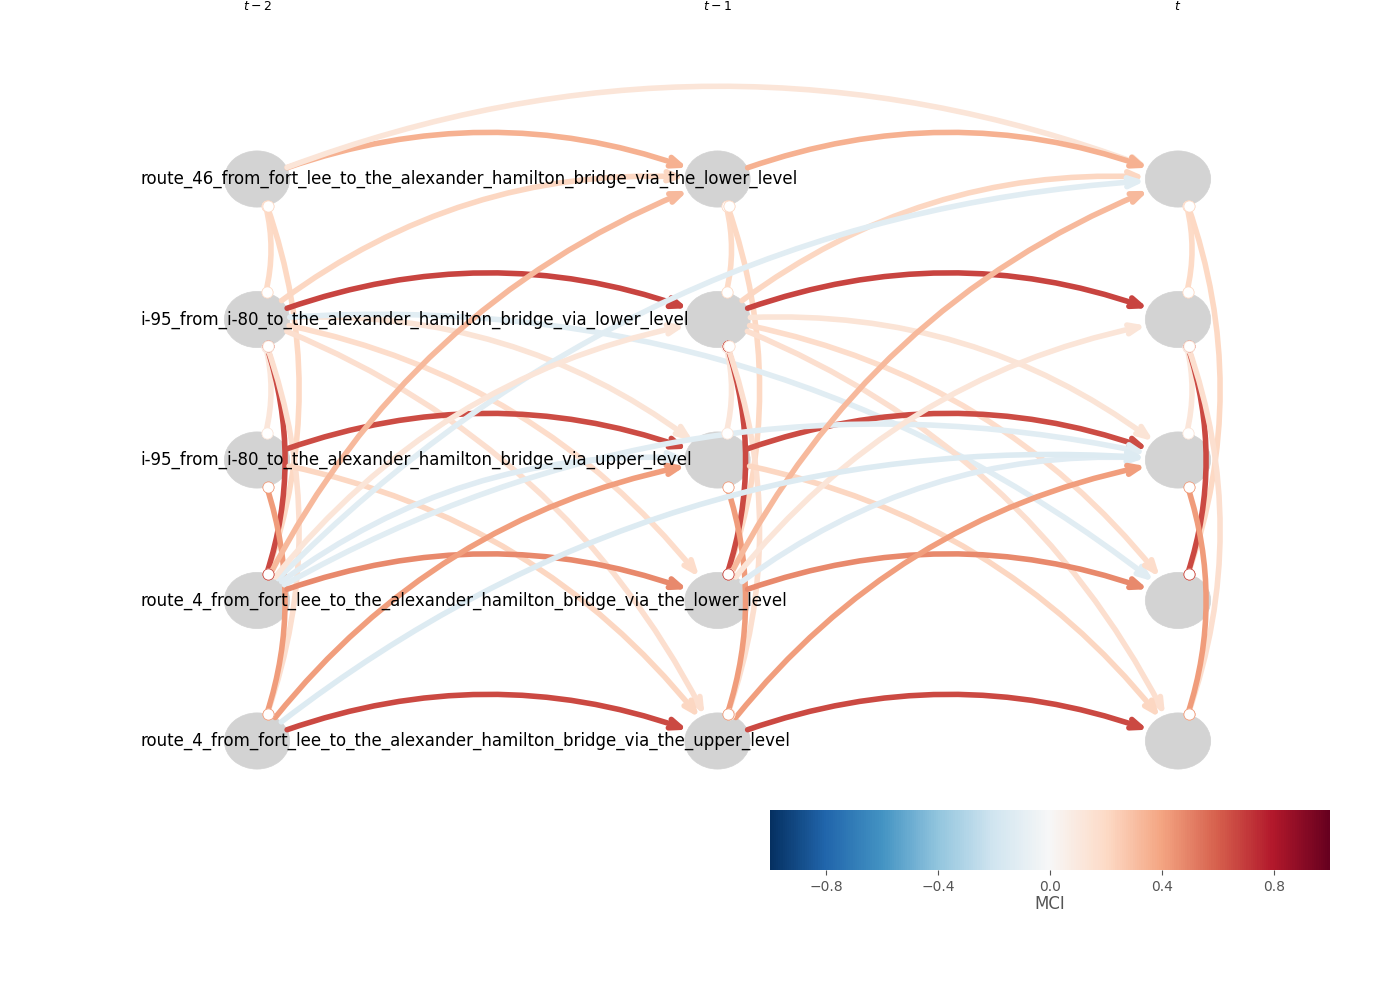 t − 2 t − 1 t
route_46_from_fort_lee_to_the_alexander_hamilton_bridge_via_the_lower_level
i-95_from_i-80_to_the_alexander_hamilton_bridge_via_lower_level
i-95_from_i-80_to_the_alexander_hamilton_bridge_via_upper_level
route_4_from_fort_lee_to_the_alexander_hamilton_bridge_via_the_lower_level
route_4_from_fort_lee_to_the_alexander_hamilton_bridge_via_the_upper_level
−0.8 −0.4 0.0 0.4 0.8
MCI